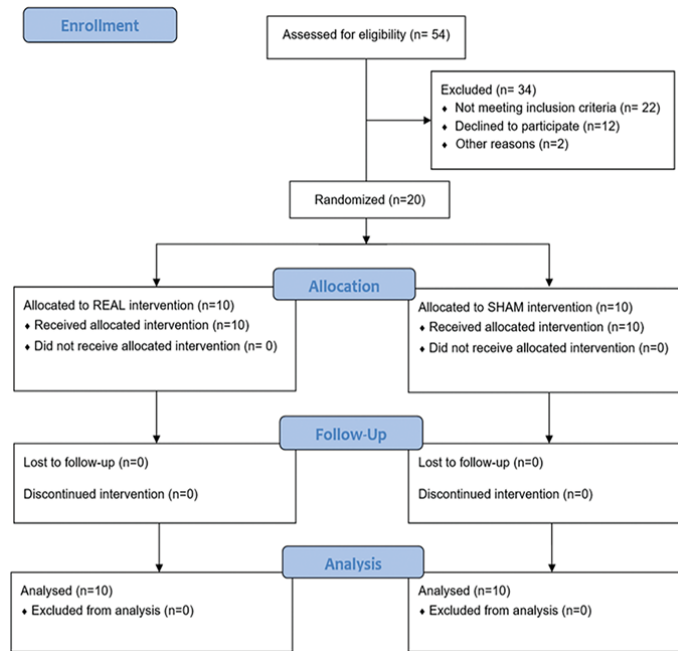 Enrollment
Assessed for eligibility (n= 54)
Excluded (n= 34)
♦ Not meeting inclusion criteria (n= 22)
♦ Declined to participate (n=12)
♦ Other reasons (n=2)
Randomized (n=20)
Allocation
Allocated to REAL intervention (n=10)
♦ Received allocated intervention (n=10)
♦ Did not receive allocated intervention (n= 0)
Allocated to SHAM intervention (n=10)
♦ Received allocated intervention (n=10)
♦ Did not receive allocated intervention (n=0)
Follow-Up
Lost to follow-up (n=0)
Discontinued intervention (n=0)
Lost to follow-up (n=0)
Discontinued intervention (n=0)
Analysis
Analysed (n=10)
♦ Excluded from analysis (n=0)
Analysed (n=10)
♦ Excluded from analysis (n=0)